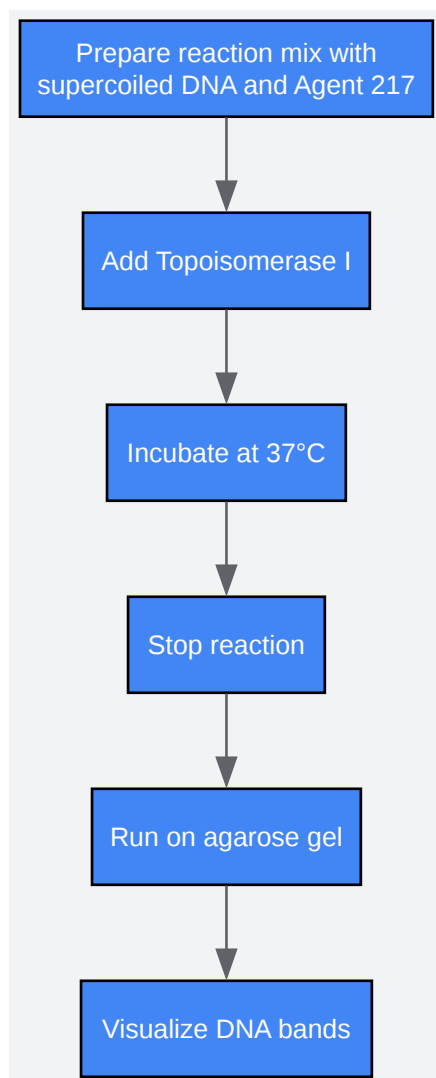 Prepare reaction mix with
supercoiled DNA and Agent 217
Add Topoisomerase I
Incubate at 37°C
Stop reaction
Run on agarose gel
Visualize DNA bands